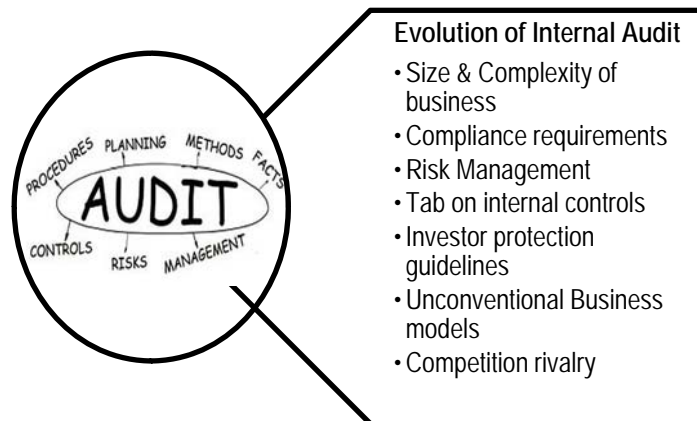 Evolution of Internal Audit
• Size & Complexity of
business
• Compliance requirements
• Risk Management
• Tab on internal controls
• Investor protection
guidelines
• Unconventional Business
models
• Competition rivalry
PROCEDURES
PLANNING
METHODS
FACTS
AUDIT
CONTROLS
RISKS
MANAGEMENT